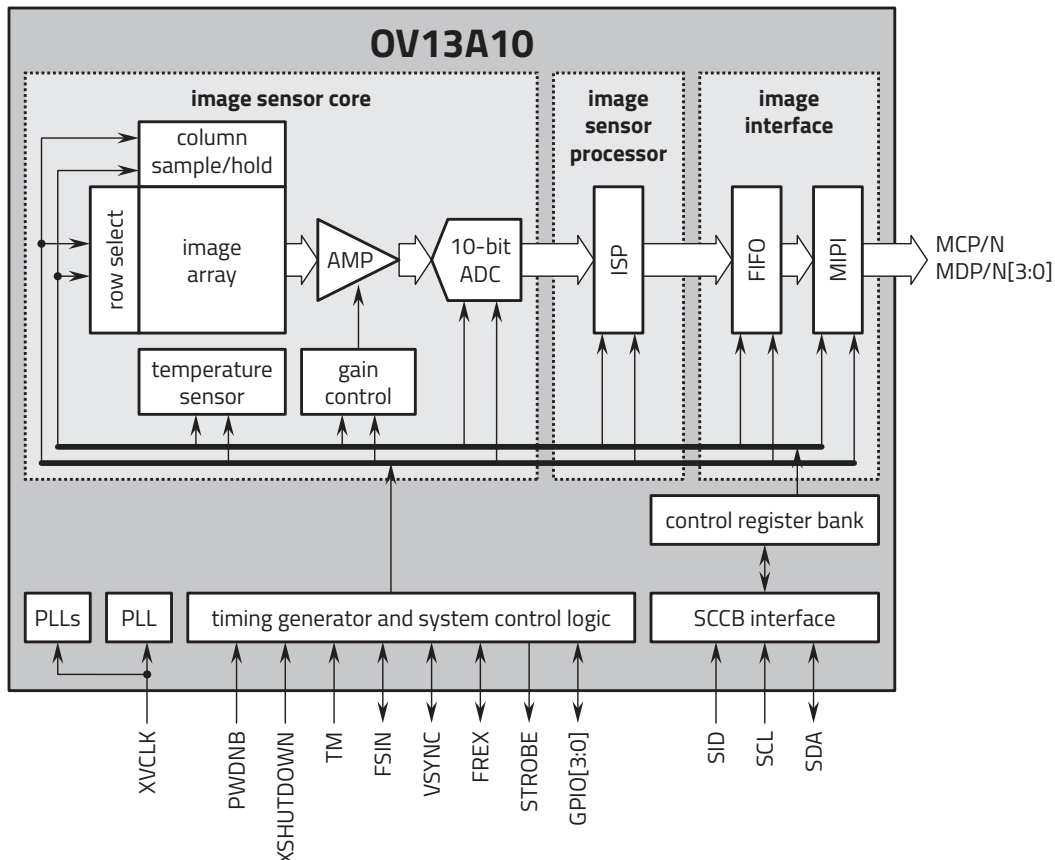 OV13A10
image sensor core
image
sensor
processor
image
interface
column
sample/hold
row select
image
array
AMP
10-bit
ADC
ISP
FIFO
MIPI
MCP/N
MDP/N[3:0]
temperature
sensor
gain
control
control register bank
PLLs
PLL
timing generator and system control logic
SCCB interface
XVCLK
PWDNB
XSHUTDOWN
TM
FSIN
VSYNC
FREX
STROBE
GPIO[3:0]
SID
SCL
SDA